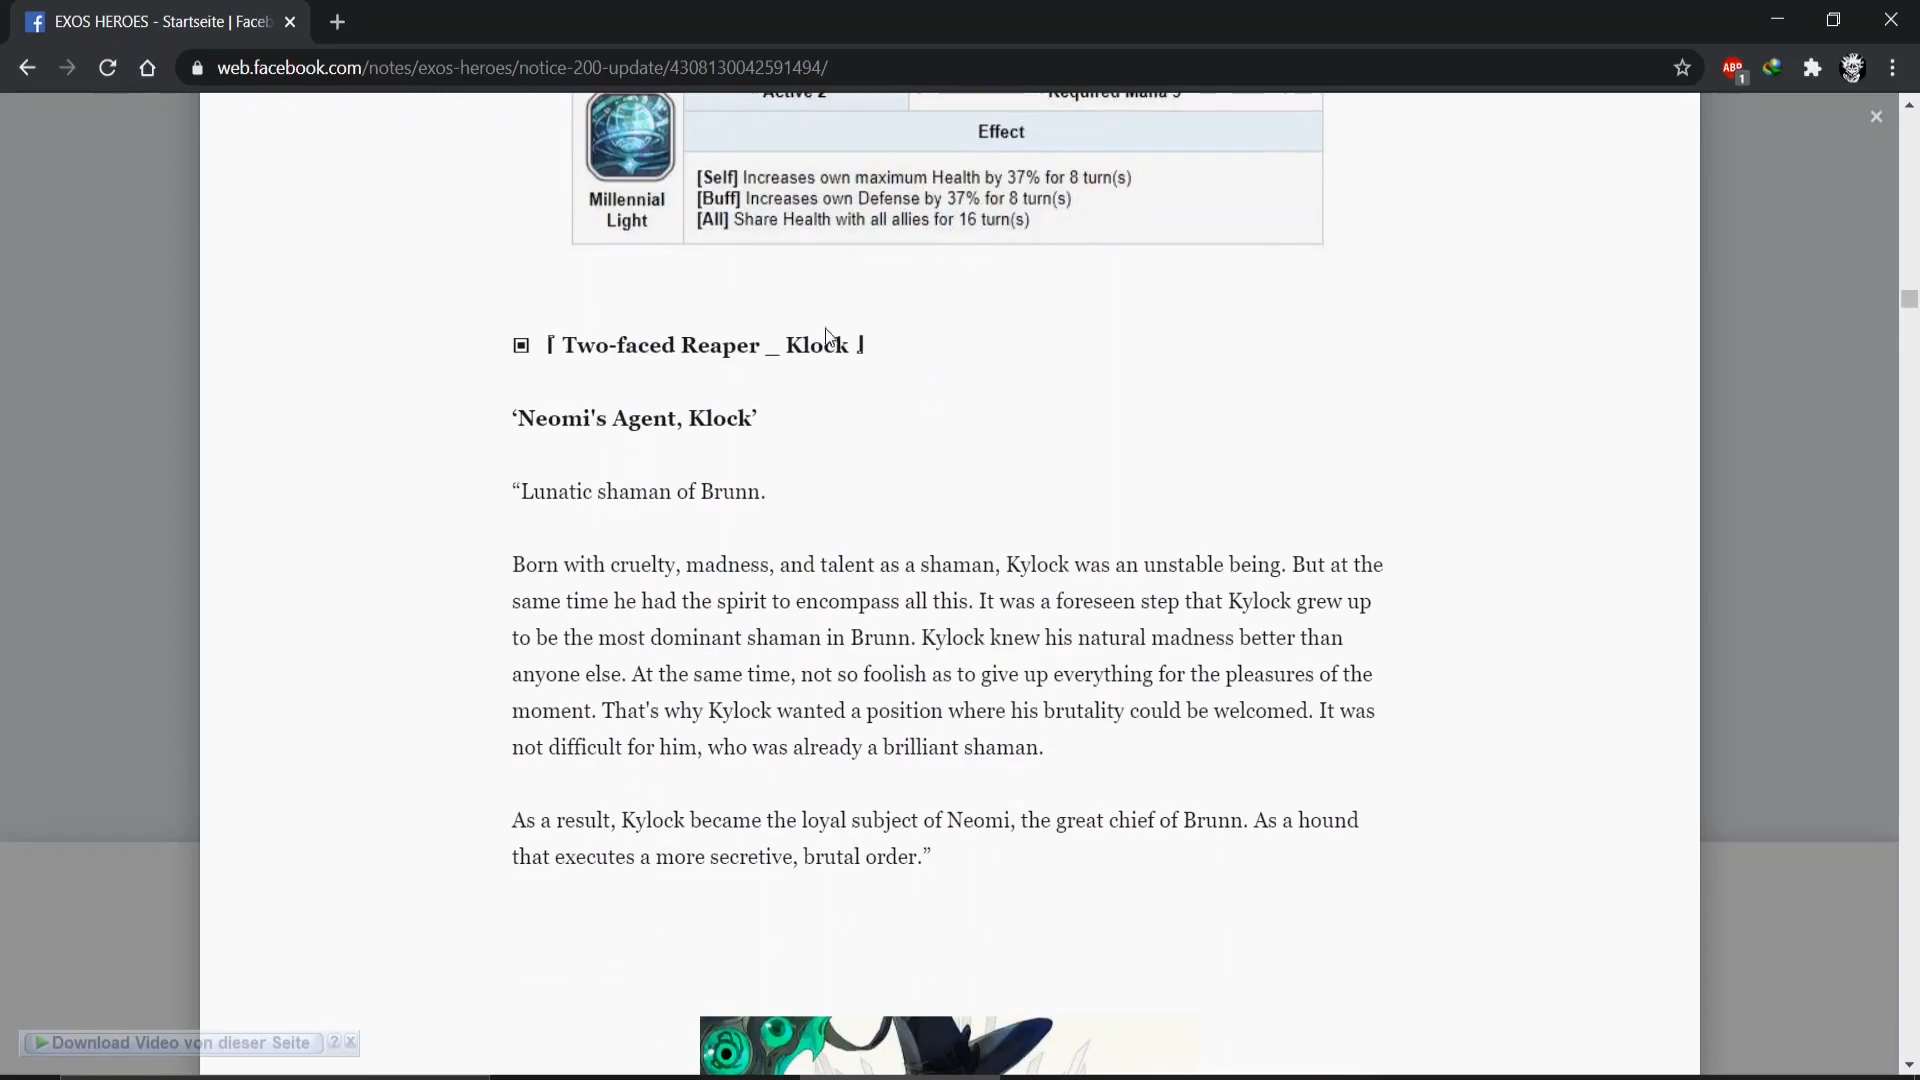 EXOS HEROES - Startseite | Faceb
web.facebook.com/notes/exos-heroes/notice-200-update/4308130042591494/
ABP
1
Active 2
Required Mana 5
Effect
Millennial
Light
[Self] Increases own maximum Health by 37% for 8 turn(s)
[Buff] Increases own Defense by 37% for 8 turn(s)
[All] Share Health with all allies for 16 turn(s)
▣ 「Two-faced Reaper _ Klock」
‘Neomi's Agent, Klock’
“Lunatic shaman of Brunn.
Born with cruelty, madness, and talent as a shaman, Kylock was an unstable being. But at the
same time he had the spirit to encompass all this. It was a foreseen step that Kylock grew up
to be the most dominant shaman in Brunn. Kylock knew his natural madness better than
anyone else. At the same time, not so foolish as to give up everything for the pleasures of the
moment. That's why Kylock wanted a position where his brutality could be welcomed. It was
not difficult for him, who was already a brilliant shaman.
As a result, Kylock became the loyal subject of Neomi, the great chief of Brunn. As a hound
that executes a more secretive, brutal order.”
Download Video von dieser Seite